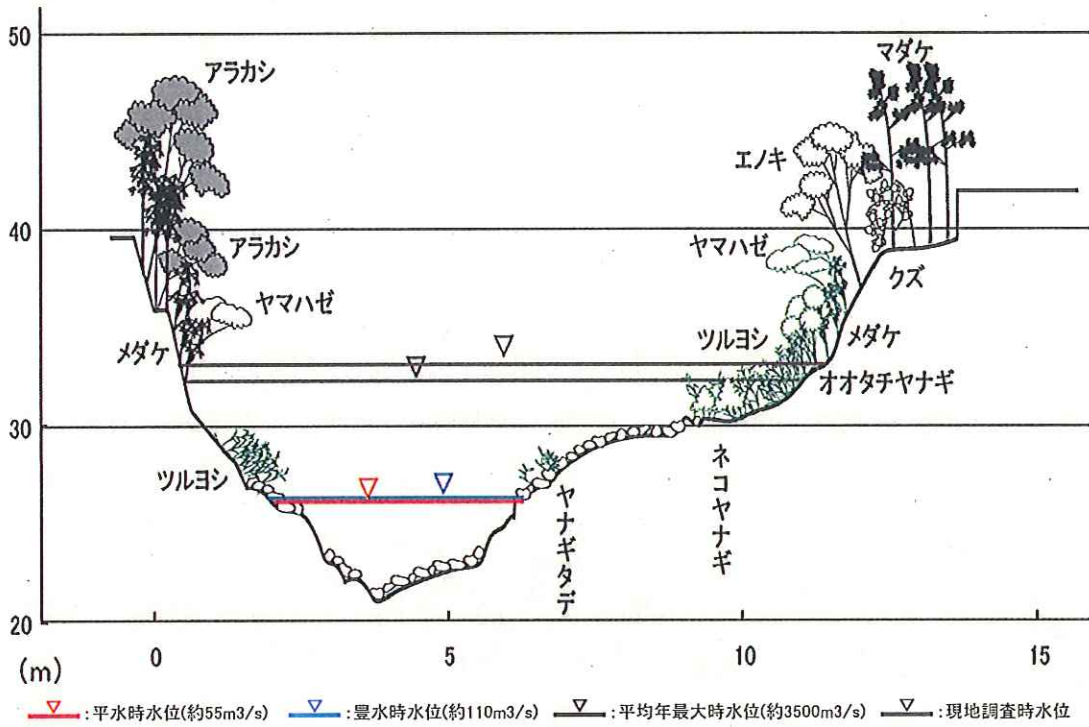 50
アラカシ
マダケ
エノキ
40
アラカシ
ヤマハゼ
クズ
ヤマハゼ
メダケ
ツルヨシ
メダケ
オオタチヤナギ
30
ツルヨシ
ヤナギタデ
ネコヤナギ
20
(m)
0
5
10
15
:平水時水位(約55m3/s)
:豊水時水位(約110m3/s)
:平均年最大時水位(約3500m3/s)
:現地調査時水位